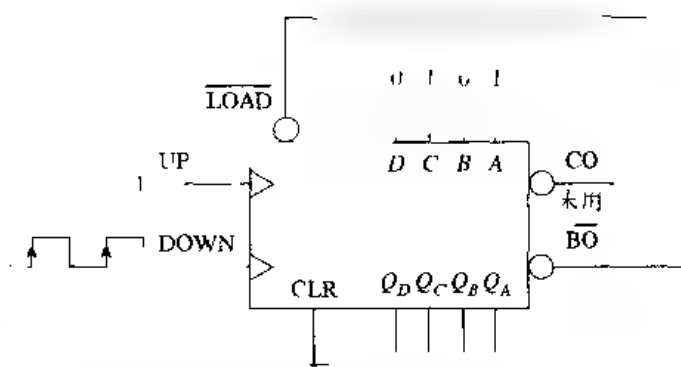 0 1 0 1
LOAD
D C B A
UP
CO
1
未用
DOWN
BO
CLR
Q_D Q_C Q_B Q_A